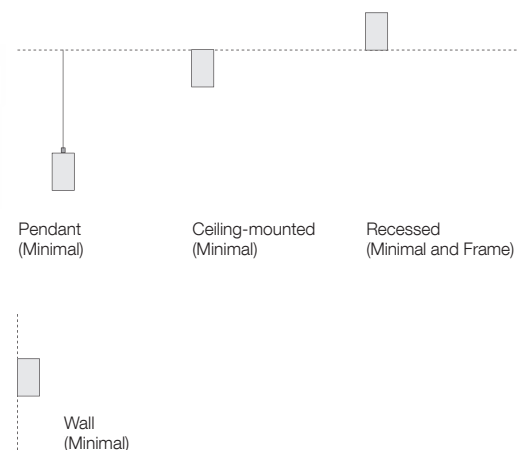 Pendant
(Minimal)
Ceiling-mounted
(Minimal)
Recessed
(Minimal and Frame)
Wall
(Minimal)